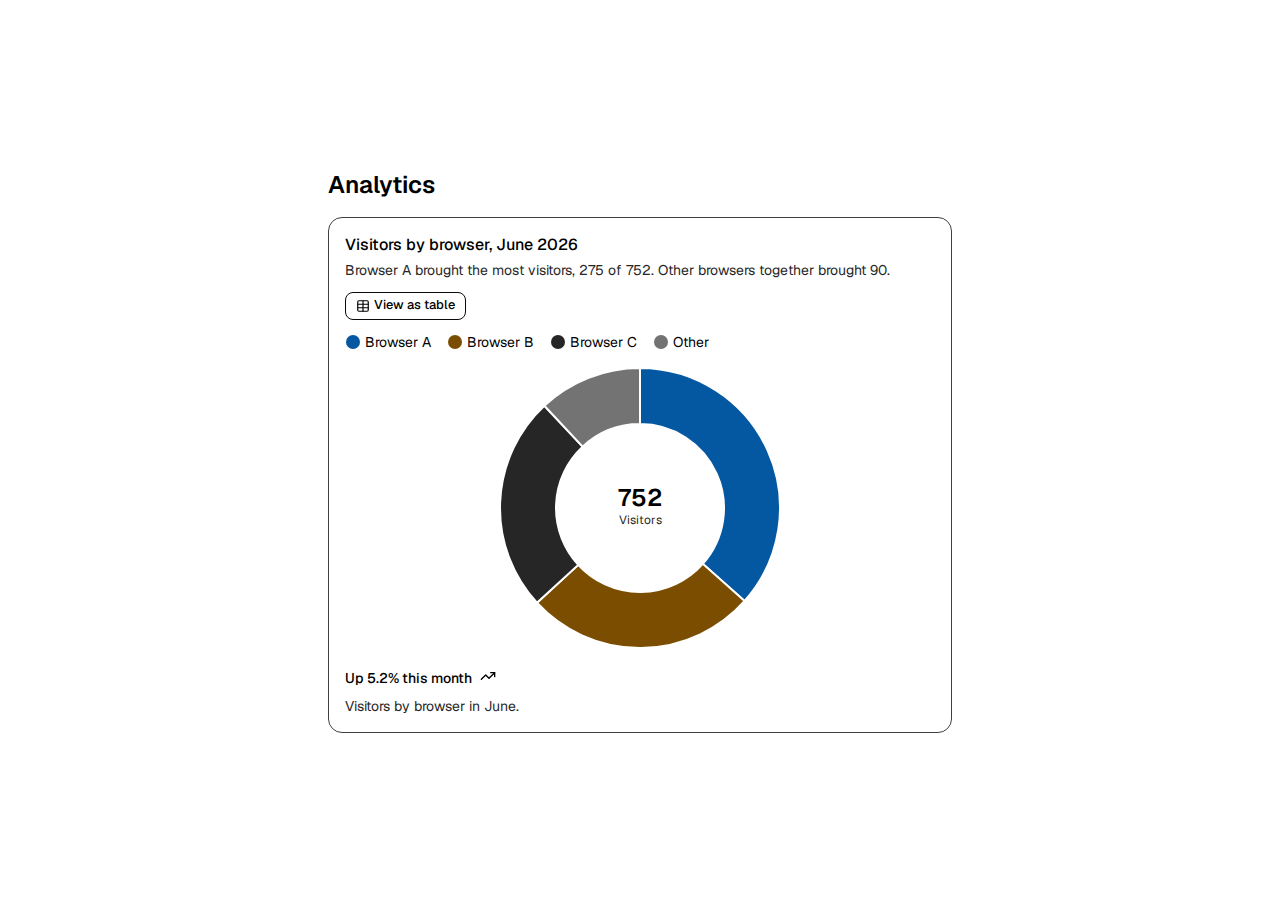 Analytics
Visitors by browser, June 2026
Browser A brought the most visitors, 275 of 752. Other browsers together brought 90.
View as table
Browser A Browser B Browser C Other
752
Visitors
Up 5.2% this month
Visitors by browser in June.